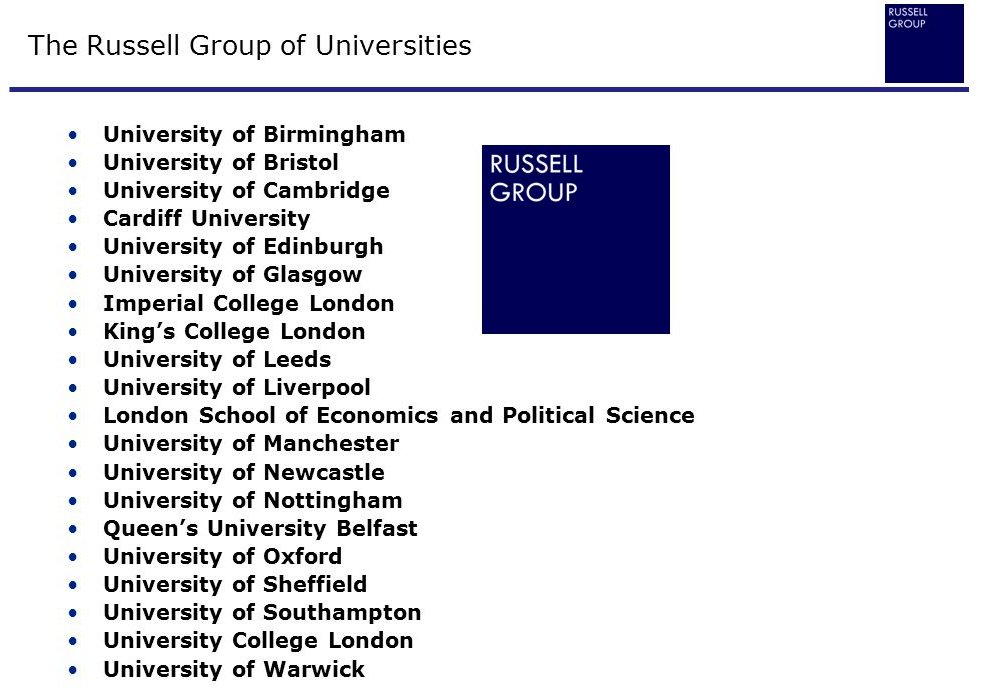 The Russell Group of Universities
RUSSELL
GROUP
• University of Birmingham
• University of Bristol
• University of Cambridge
• Cardiff University
• University of Edinburgh
• University of Glasgow
• Imperial College London
• King’s College London
• University of Leeds
• University of Liverpool
• London School of Economics and Political Science
• University of Manchester
• University of Newcastle
• University of Nottingham
• Queen’s University Belfast
• University of Oxford
• University of Sheffield
• University of Southampton
• University College London
• University of Warwick
RUSSELL
GROUP